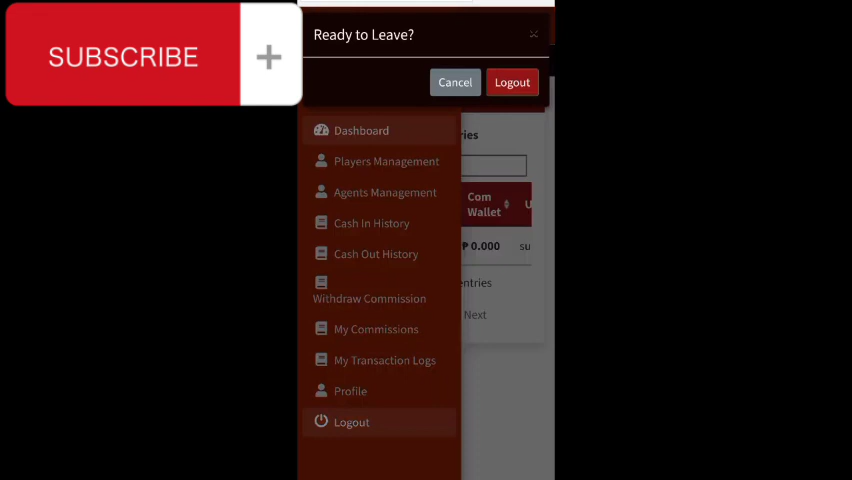 SUBSCRIBE +
Ready to Leave? ×
Cancel Logout
Dashboard
ries
Players Management
Agents Management
Com
Wallet
U
Cash In History
₱ 0.000 su
Cash Out History
entries
Withdraw Commission
Next
My Commissions
My Transaction Logs
Profile
Logout